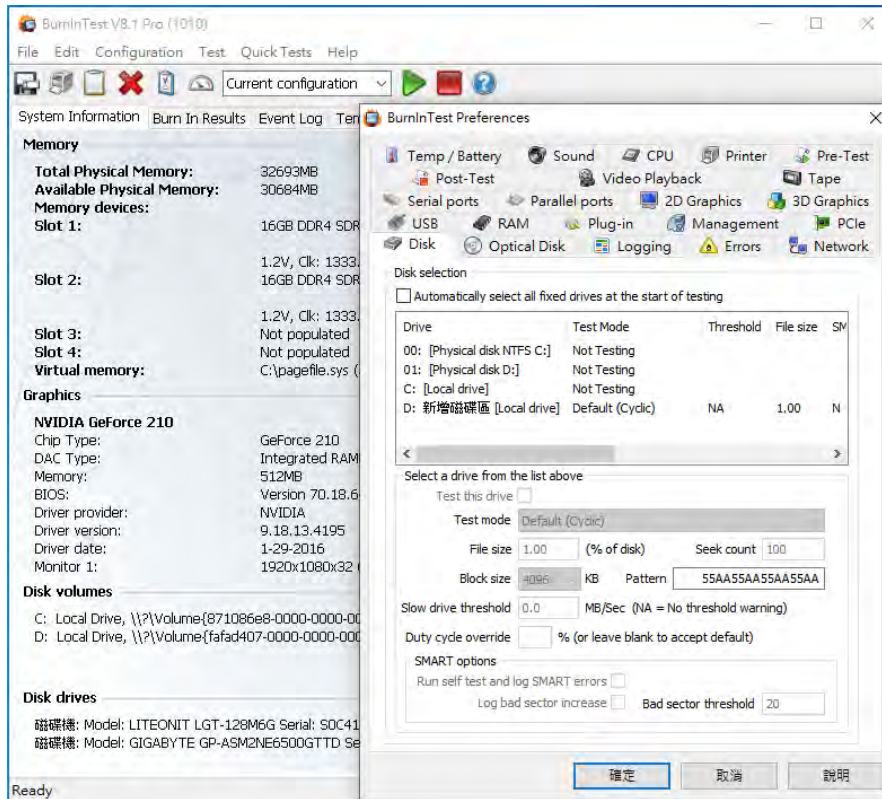 BurnInTest V8.1 Pro (1010)
File Edit Configuration Test Quick Tests Help
Current configuration
System Information Burn In Results Event Log
Memory
Total Physical Memory: 32693MB
Available Physical Memory: 30684MB
Memory devices:
Slot 1: 16GB DDR4 SDR
1.2V, Clk: 1333.
Slot 2: 16GB DDR4 SDR
1.2V, Clk: 1333.
Slot 3: Not populated
Slot 4: Not populated
Virtual memory: C:\pagefile.sys (
Graphics
NVIDIA GeForce 210
Chip Type: GeForce 210
DAC Type: Integrated RAM
Memory: 512MB
BIOS: Version 70.18.6
Driver provider: NVIDIA
Driver version: 9.18.13.4195
Driver date: 1-29-2016
Monitor 1: 1920x1080x32
Disk volumes
C: Local Drive, \\?\Volume{871086e8-0000-0000-00
D: Local Drive, \\?\Volume{fafad407-0000-0000-000
Disk drives
磁碟機: Model: LITEONIT LGT-128M6G Serial: S0C41
磁碟機: Model: GIGABYTE GP-ASM2NE6500GTTD Se
Ready
BurnInTest Preferences
Temp / Battery Sound CPU Printer Pre-Test
Post-Test Video Playback Tape
Serial ports Parallel ports 2D Graphics 3D Graphics
USB RAM Plug-in Management PCIe
Disk Optical Disk Logging Errors Network
Disk selection
Automatically select all fixed drives at the start of testing
Drive Test Mode Threshold File size SM
00: [Physical disk NTFS C:] Not Testing
01: [Physical disk D:] Not Testing
C: [Local drive] Not Testing
D: 新增磁碟區 [Local drive] Default (Cyclic) NA 1.00 N
Select a drive from the list above
Test this drive
Test mode Default (Cyclic)
File size 1.00 (% of disk) Seek count 100
Block size 4096 KB Pattern 55AA55AA55AA55AA
Slow drive threshold 0.0 MB/Sec (NA = No threshold warning)
Duty cycle override % (or leave blank to accept default)
SMART options
Run self test and log SMART errors
Log bad sector increase Bad sector threshold 20
確定 取消 說明